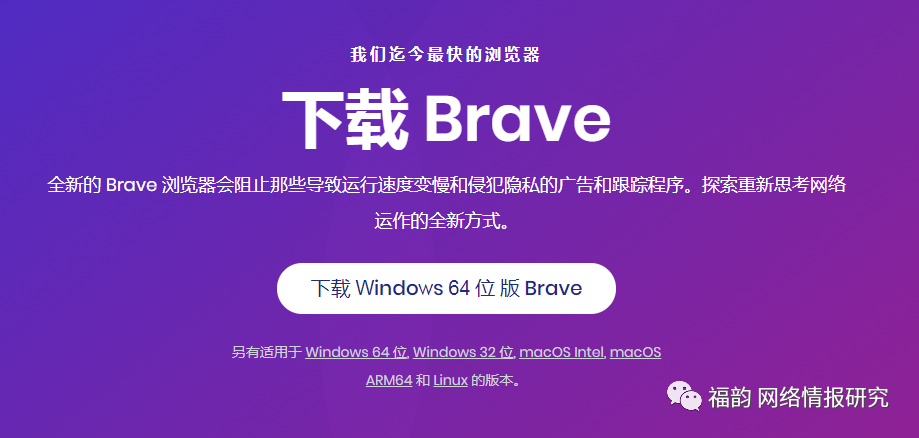 我们迄今最快的浏览器
下载 Brave
全新的 Brave 浏览器会阻止那些导致运行速度变慢和侵犯隐私的广告和跟踪程序。探索重新思考网络
运作的全新方式。
下载 Windows 64 位 版 Brave
另有适用于 Windows 64 位, Windows 32 位, macOS Intel, macOS
ARM64 和 Linux 的版本。
福韵 网络情报研究